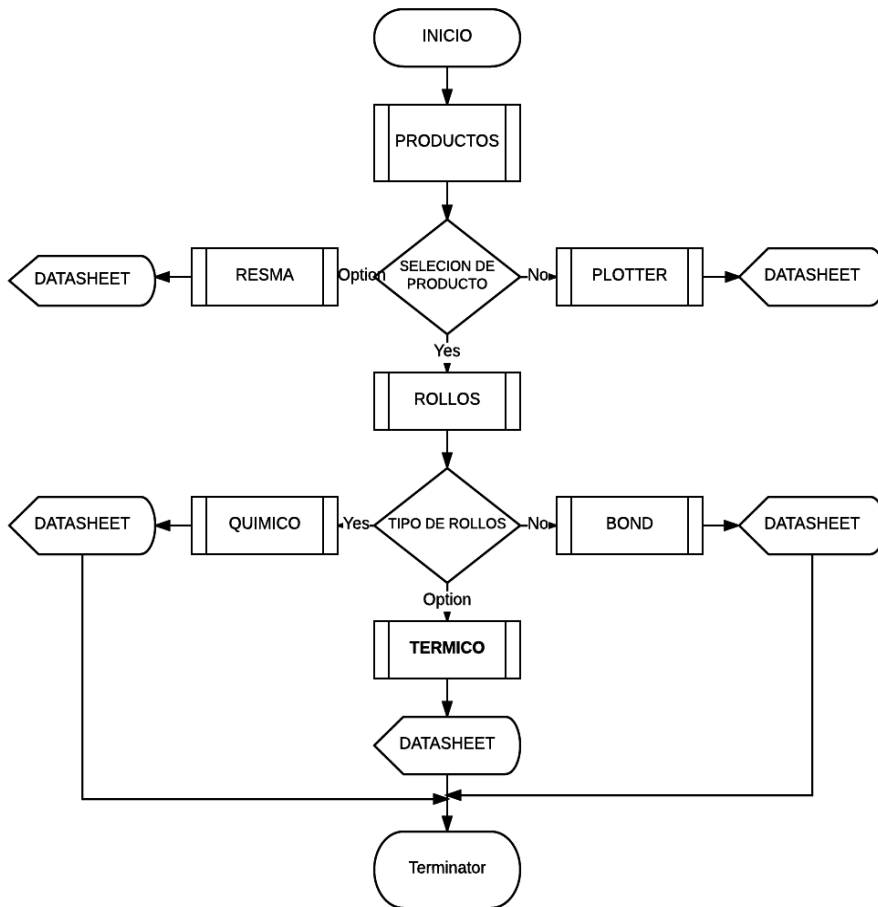 INICIO
PRODUCTOS
DATASHEET
RESMA
Option
SELECION DE
PRODUCTO
No
PLOTTER
DATASHEET
Yes
ROLLOS
DATASHEET
QUIMICO
Yes
TIPO DE ROLLOS
No
BOND
DATASHEET
Option
TERMICO
DATASHEET
Terminator